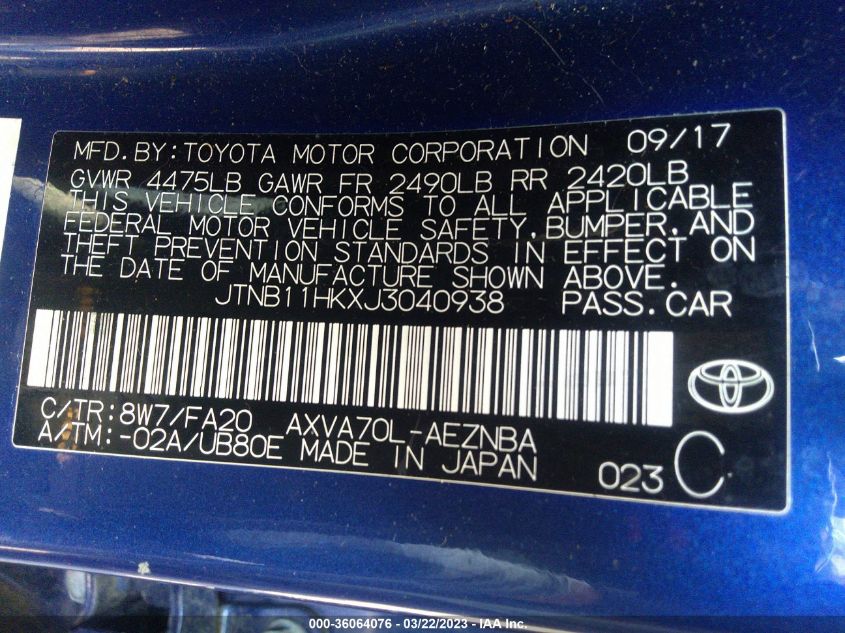 MFD.BY:TOYOTA MOTOR CORPORATION 09/17
GVWR 4475LB GAWR FR 2490LB RR 2420LB
THIS VEHICLE CONFORMS TO ALL APPLICABLE
FEDERAL MOTOR VEHICLE SAFETY,BUMPER,AND
THEFT PREVENTION STANDARDS IN EFFECT ON
THE DATE OF MANUFACTURE SHOWN ABOVE.
JTNB11HKXJ3040938 PASS.CAR
C/TR:8W7/FA20 AXVA70L-AEZNBA
A/TM:-02A/UB80E MADE IN JAPAN
023 C
000-36064076 - 03/22/2023 - IAA Inc.